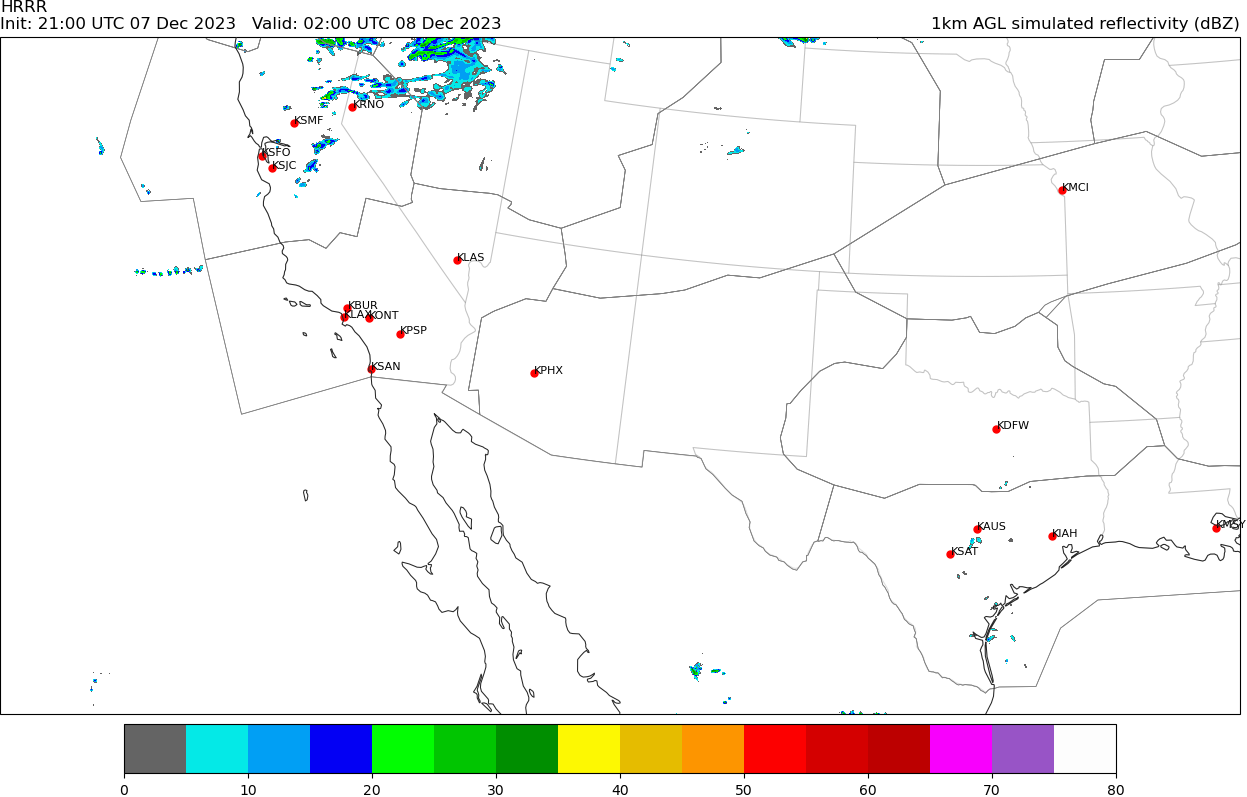 HRRR
Init: 21:00 UTC 07 Dec 2023   Valid: 02:00 UTC 08 Dec 2023
1km AGL simulated reflectivity (dBZ)
KRNO
KSMF
KSFO
KSJC
KMCI
KLAS
KBUR
KLAX
KONT
KPSP
KSAN
KPHX
KDFW
KAUS
KIAH
KMSY
KSAT
0 10 20 30 40 50 60 70 80